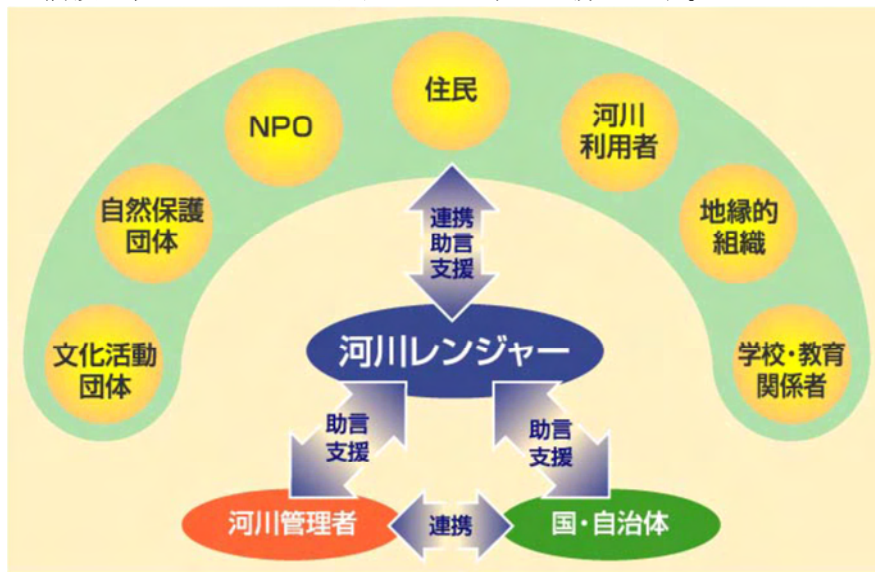 住民
NPO
河川
利用者
自然保護
団体
地縁的
組織
文化活動
団体
学校・教育
関係者
連携
助言
支援
河川レンジャー
助言
支援
助言
支援
河川管理者
連携
国・自治体